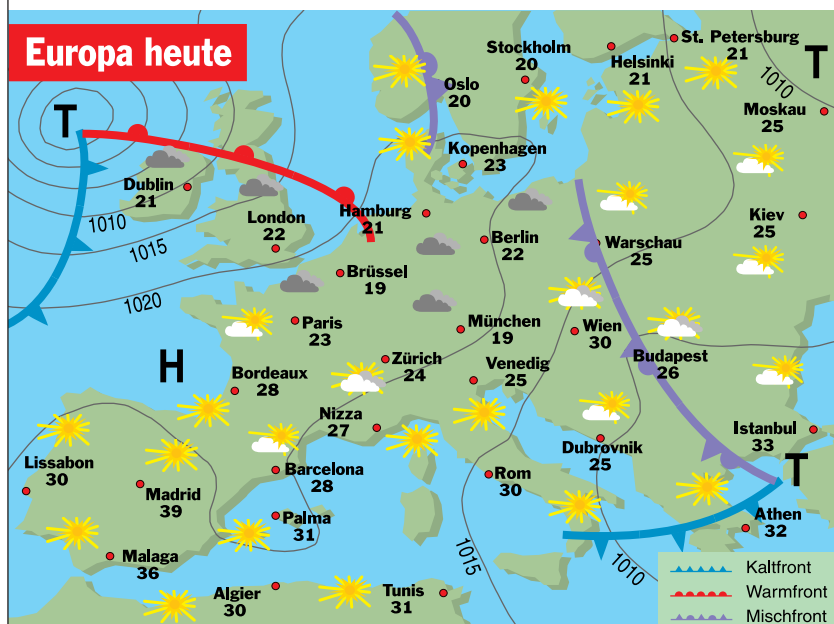 Europa heute
T
T
Oslo
20
Stockholm
20
Helsinki
21
St. Petersburg
21
1010
Moskau
25
Kopenhagen
23
Dublin
21
1010
1015
1020
London
22
Hamburg
21
Berlin
22
Warschau
25
Kiev
25
Brüssel
19
Paris
23
München
19
Wien
30
Budapest
26
H
Zürich
24
Venedig
25
Bordeaux
28
Nizza
27
Istanbul
33
Dubrovnik
25
Lissabon
30
Madrid
39
Barcelona
28
Rom
30
T
Palma
31
Athen
32
Malaga
36
1015
1010
Algier
30
Tunis
31
Kaltfront
Warmfront
Mischfront